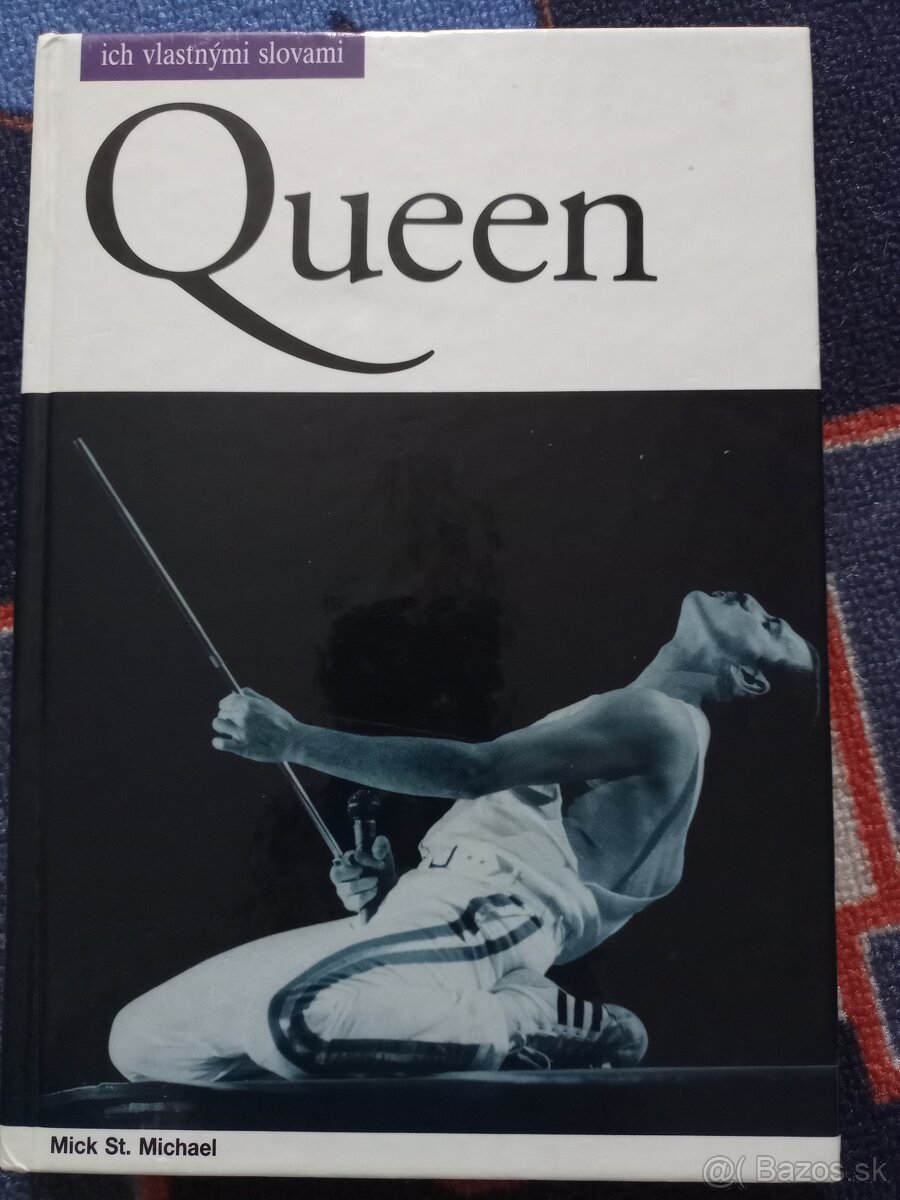 ich vlastnými slovami
Queen
Mick St. Michael
@( Bazos.sk